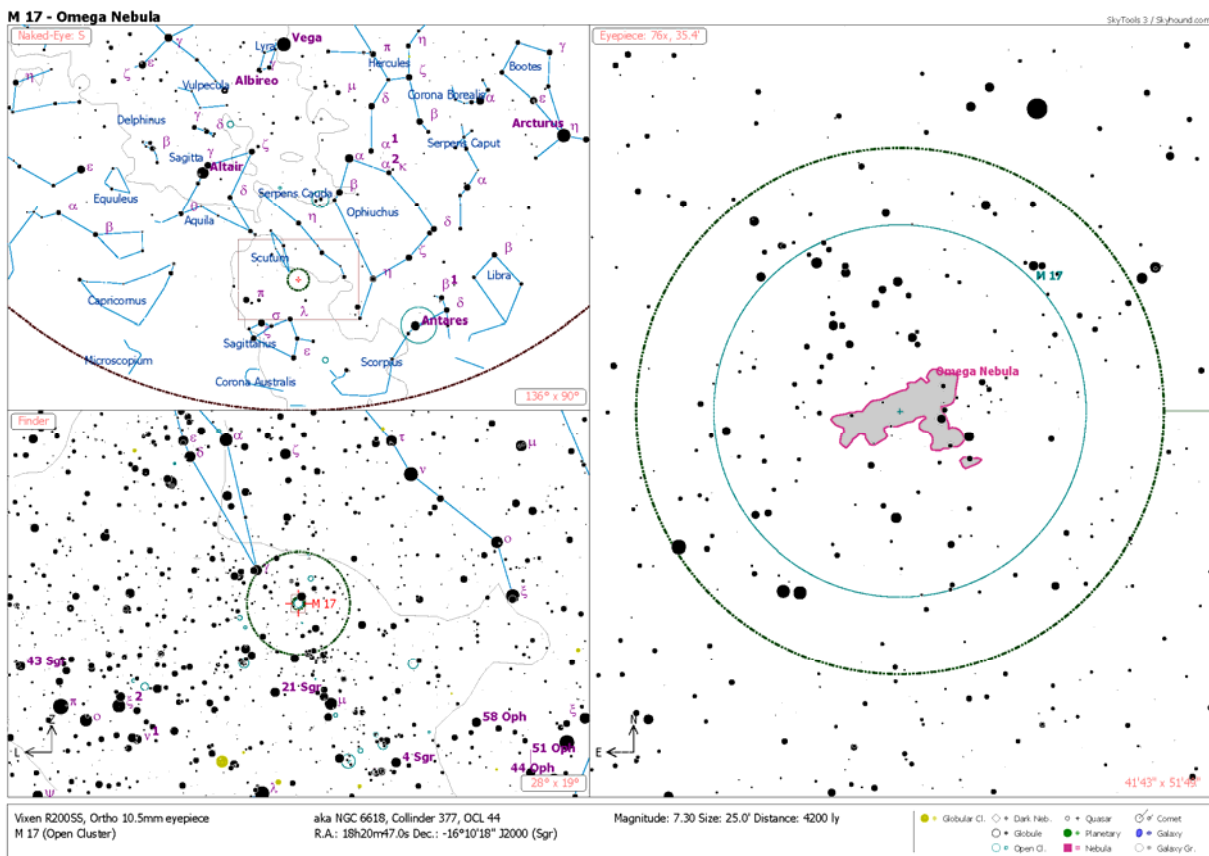 M 17 - Omega Nebula
SkyTools 3 / Skyhound.com
Naked-Eye: S
Vega
γ
Lyra
γ
π
η
Hercules
γ
Bootes
ζ
ε
Albireo
ζ
η
Vulpecula
μ
Corona Borealis
α
ε
δ
Delphinus
γ
δ
β
Arcturus
η
β
Sagitta
γ
ζ
α
1
Serpens Caput
Altair
α
α
2
κ
ε
Equuleus
Serpens Cauda
β
α
δ
α
Aquila
Ophiuchus
β
η
δ
Scutum
ζ
β
η
Libra
Capricornus
π
β
1
δ
α
λ
Antares
ζ
Sagittarius
ε
Microscopium
Scorpius
Corona Australis
136° x 90°
Finder
ε
α
τ
μ
δ
ζ
ν
ο
γ
M 17
ξ
43 Sgr
21 Sgr
π
ξ
2
μ
ο
58 Oph
ξ
Z
ν
1
51 Oph
L
4 Sgr
44 Oph
28° x 19°
ψ
λ
Eyepiece: 76x, 35.4'
M 17
Omega Nebula
N
E
41'43" x 51'49"
Vixen R200SS, Ortho 10.5mm eyepiece
M 17 (Open Cluster)
aka NGC 6618, Collinder 377, OCL 44
R.A.: 18h20m47.0s Dec.: -16°10'18" J2000 (Sgr)
Magnitude: 7.30 Size: 25.0' Distance: 4200 ly
Globular Cl.
Dark Neb.
Quasar
Comet
Globule
Planetary
Galaxy
Open Cl.
Nebula
Galaxy Gr.